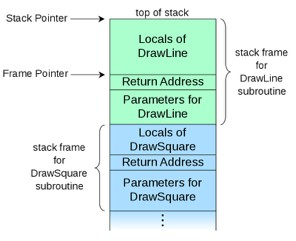 top of stack
Stack Pointer
Locals of
DrawLine
stack frame
for
DrawLine
subroutine
Frame Pointer
Return Address
Parameters for
DrawLine
stack frame
for
DrawSquare
subroutine
Locals of
DrawSquare
Return Address
Parameters for
DrawSquare